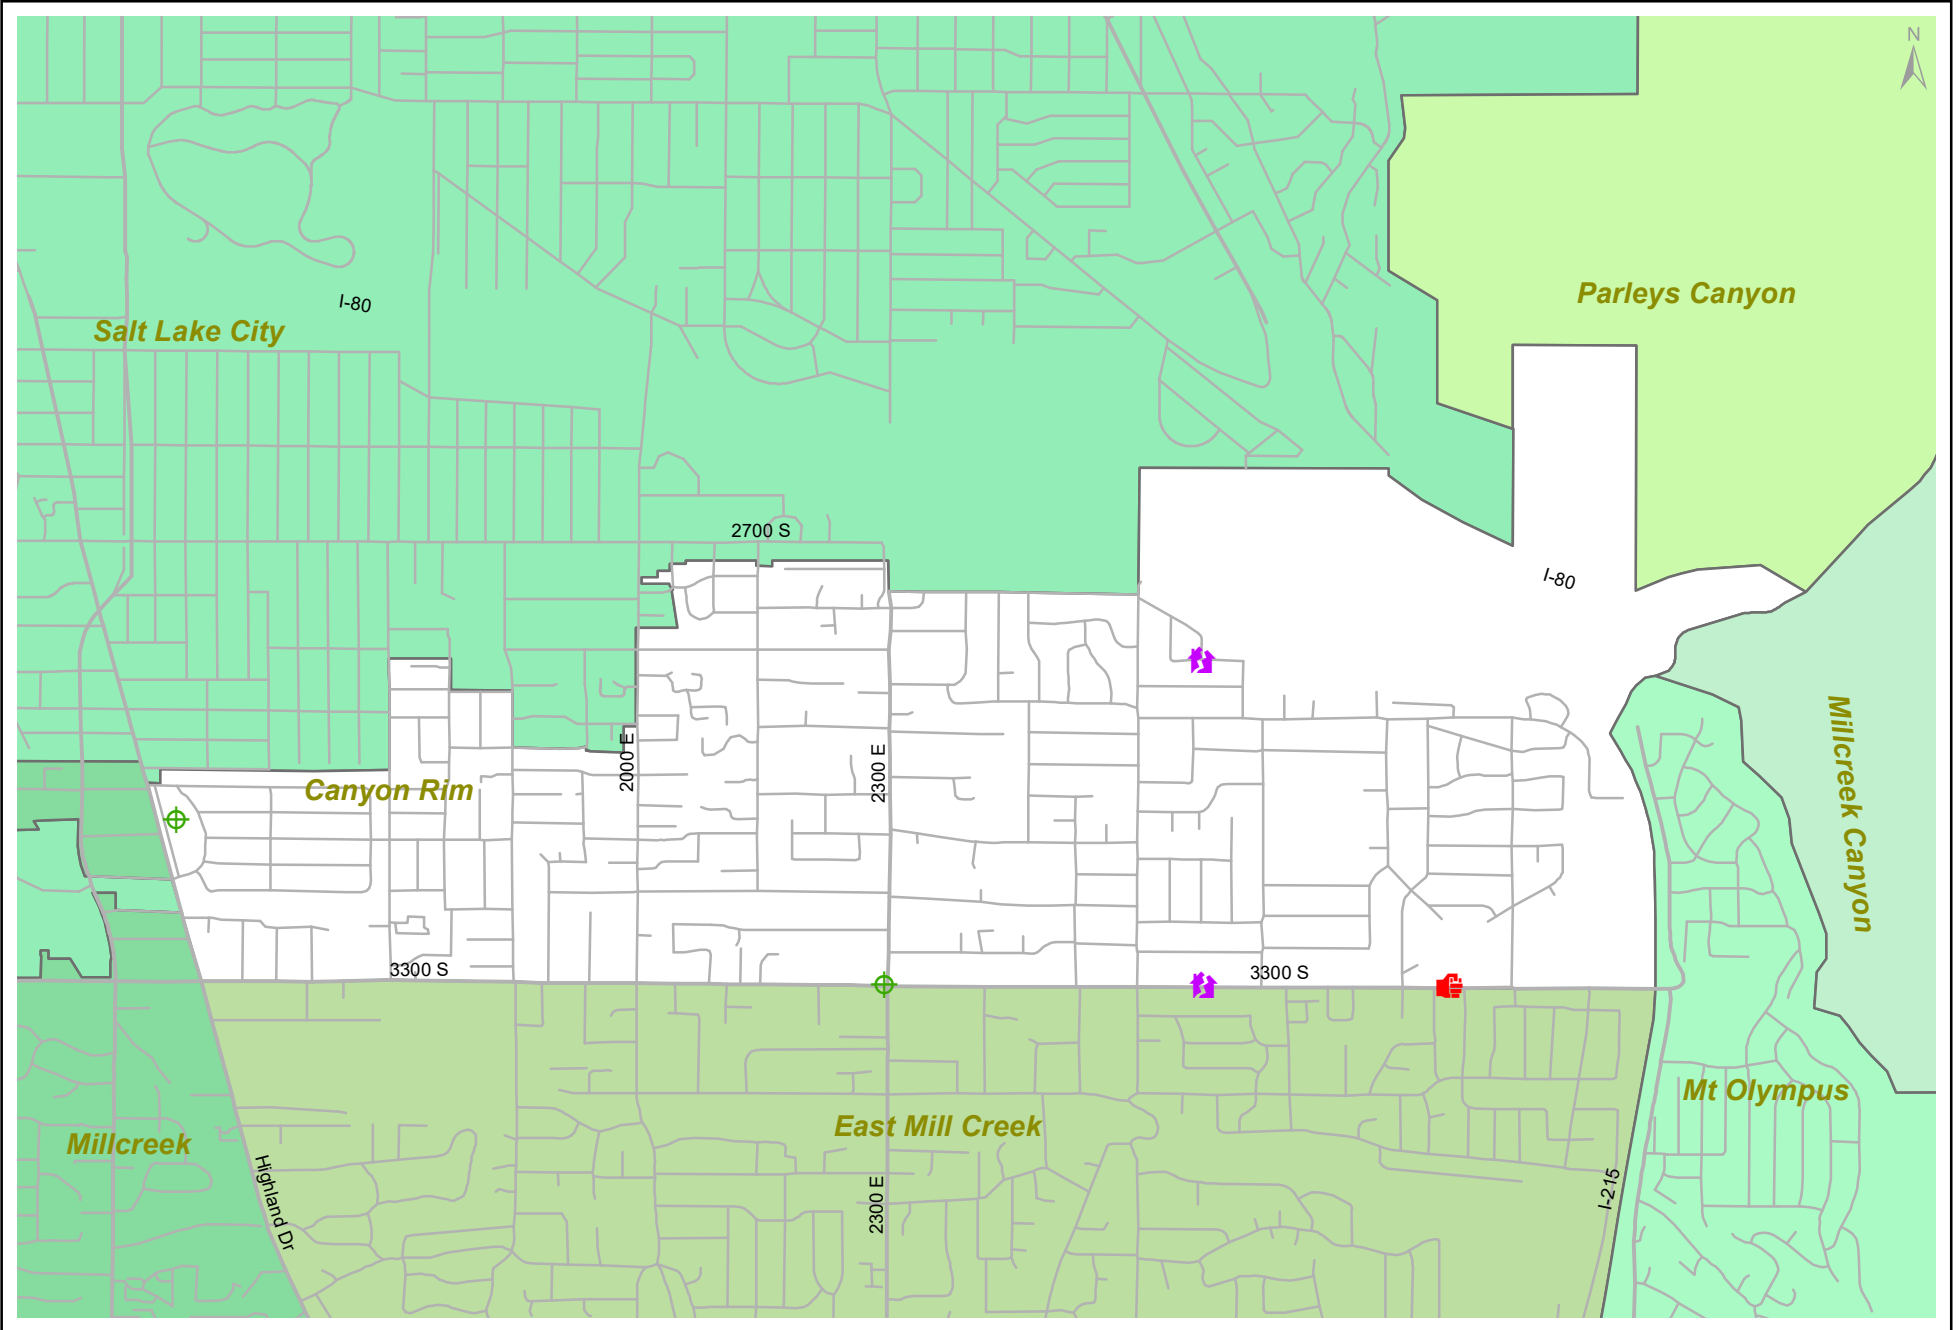 N
Parleys Canyon
I-80
Salt Lake City
2700 S
I-80
Millcreek Canyon
2000 E
2300 E
Canyon Rim
3300 S
3300 S
Mt Olympus
East Mill Creek
Millcreek
Highland Dr
2300 E
I-215